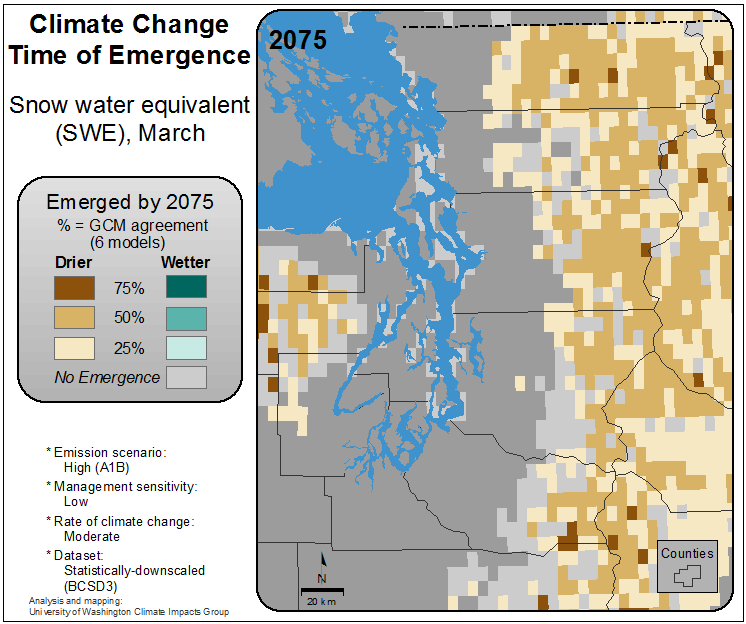 Climate Change
Time of Emergence
Snow water equivalent
(SWE), March
Emerged by 2075
% = GCM agreement
(6 models)
Drier Wetter
75%
50%
25%
No Emergence
* Emission scenario:
High (A1B)
* Management sensitivity:
Low
* Rate of climate change:
Moderate
* Dataset:
Statistically-downscaled
(BCSD3)
Analysis and mapping:
University of Washington Climate Impacts Group
2075
N
20 km
Counties